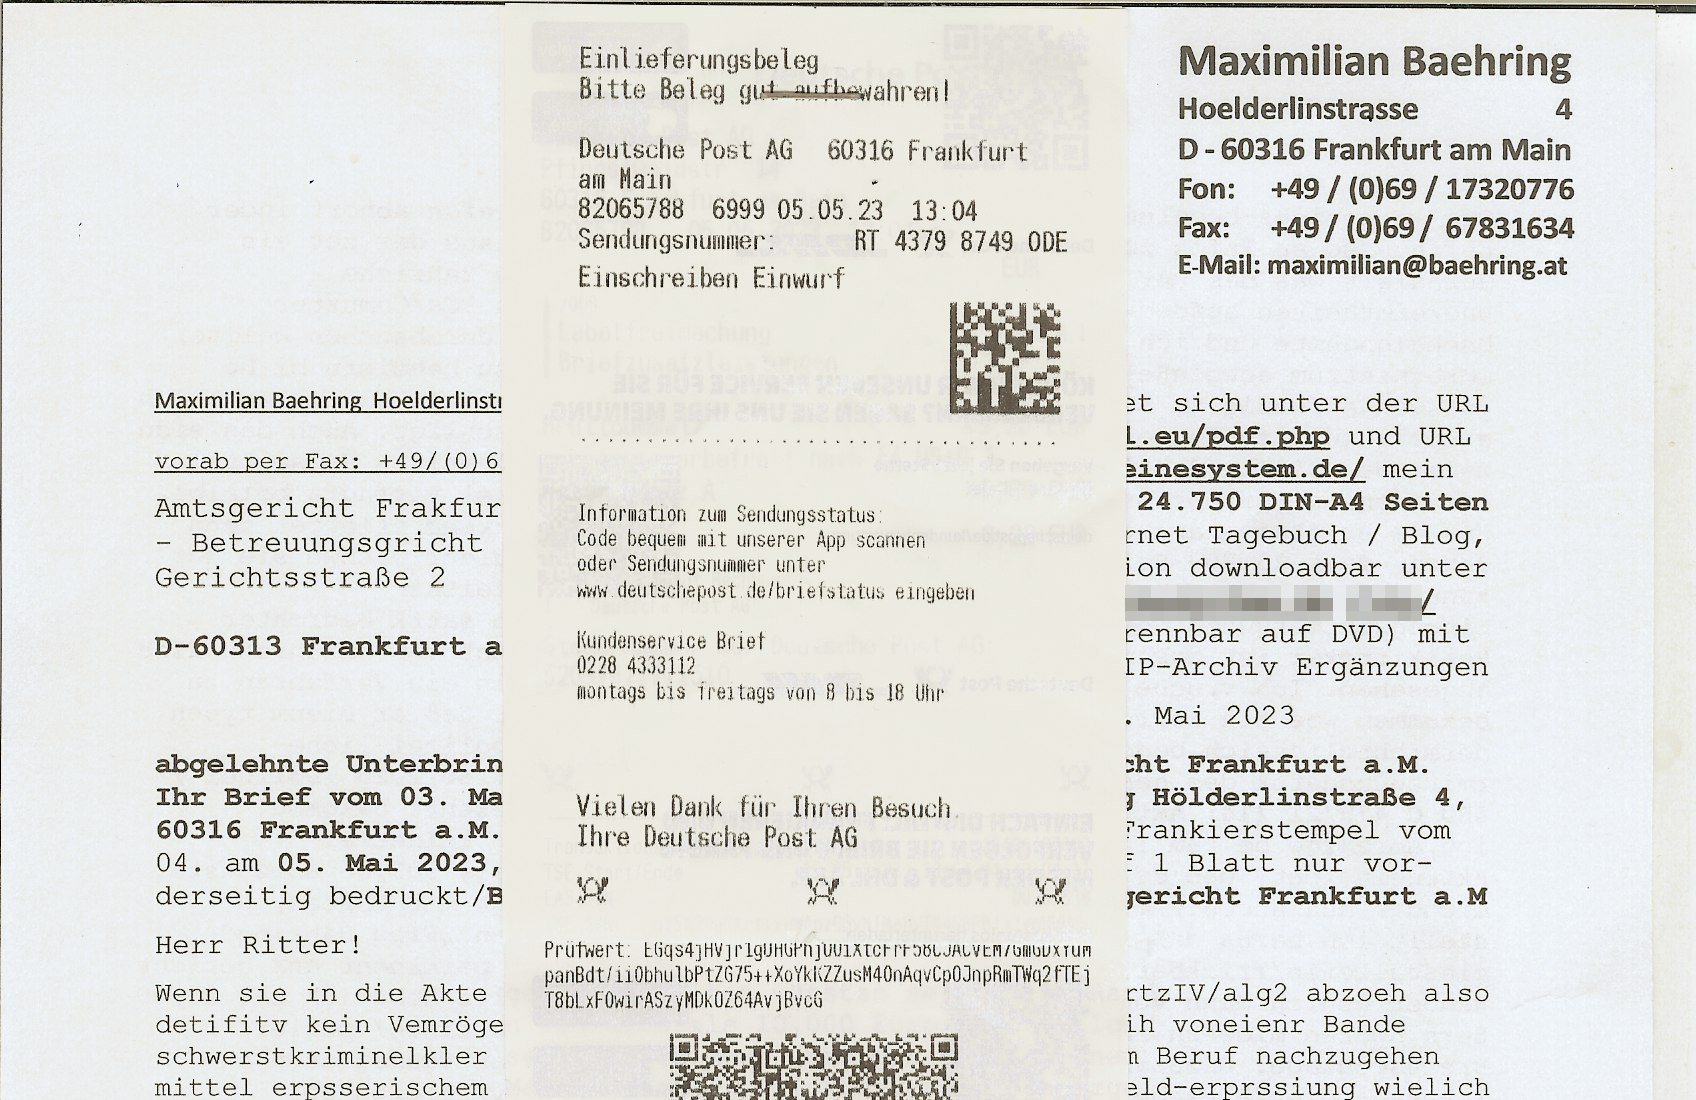 Einlieferungsbeleg
Bitte Beleg gut aufbewahren!
Deutsche Post AG 60316 Frankfurt
am Main
82065788 6999 05.05.23 13:04
Sendungsnummer: RT 4379 8749 0DE
Einschreiben Einwurf
Information zum Sendungsstatus:
Code bequem mit unserer App scannen
oder Sendungsnummer unter
www.deutschepost.de/briefstatus eingeben
Kundenservice Brief
0228 4333112
montags bis freitags von 8 bis 18 Uhr
Vielen Dank für Ihren Besuch.
Ihre Deutsche Post AG
Prüfwert:
Maximilian Baehring
Hoelderlinstrasse 4
D - 60316 Frankfurt am Main
Fon: +49 / (0)69 / 17320776
Fax: +49 / (0)69 / 67831634
E-Mail: maximilian@baehring.at
Maximilian Baehring Hoelderlinst
vorab per Fax: +49/(0)6
Amtsgericht Frakfur
- Betreuungsgricht
Gerichtsstraße 2
D-60313 Frankfurt a
abgelehnte Unterbrin
Ihr Brief vom 03. Ma
60316 Frankfurt a.M.
04. am 05. Mai 2023,
derseitig bedruckt/B
Herr Ritter!
Wenn sie in die Akte
detifitv kein Vemröge
schwerstkriminelkler
mittel erpsserischem
et sich unter der URL
l.eu/pdf.php und URL
einesystem.de/ mein
24.750 DIN-A4 Seiten
rnet Tagebuch / Blog,
ion downloadbar unter
/
rennbar auf DVD) mit
IP-Archiv Ergänzungen
. Mai 2023
cht Frankfurt a.M.
g Hölderlinstraße 4,
Frankierstempel vom
f 1 Blatt nur vor-
gericht Frankfurt a.M
rtzIV/alg2 abzoeh also
ih voneienr Bande
m Beruf nachzugehen
eld-erprssiung wielich